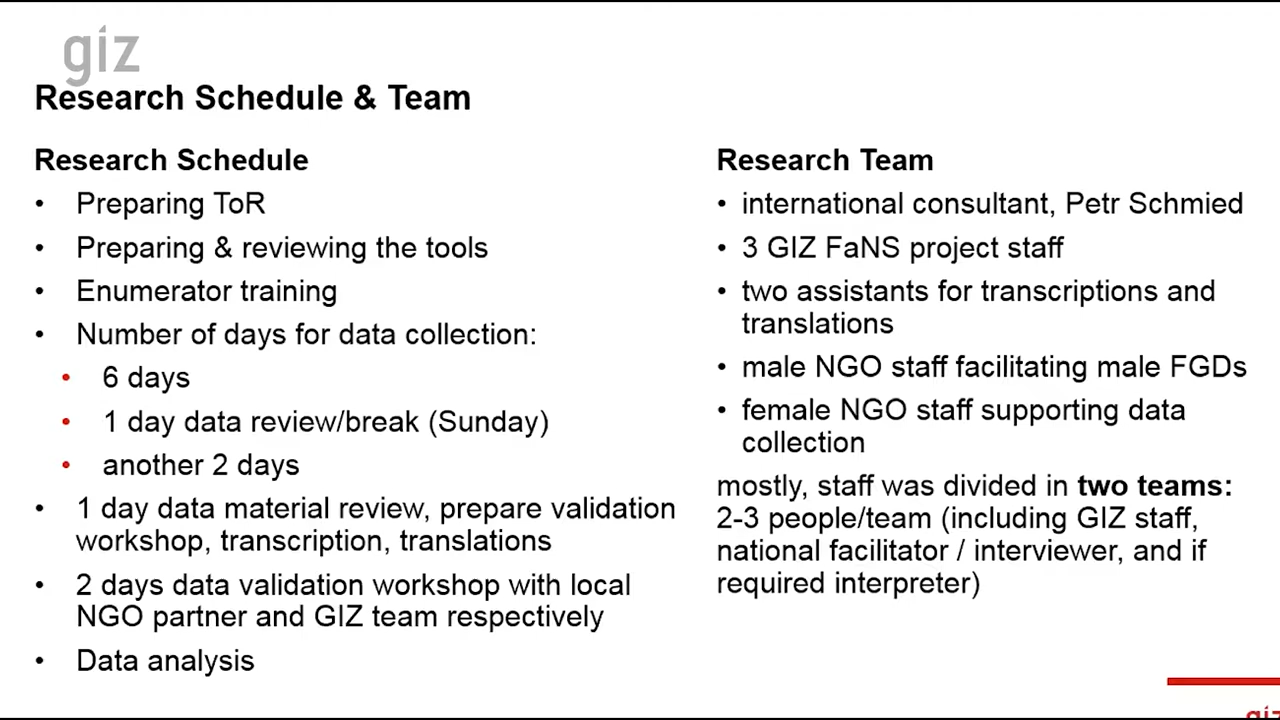 giz
Research Schedule & Team
Research Schedule
• Preparing ToR
• Preparing & reviewing the tools
• Enumerator training
• Number of days for data collection:
• 6 days
• 1 day data review/break (Sunday)
• another 2 days
• 1 day data material review, prepare validation
workshop, transcription, translations
• 2 days data validation workshop with local
NGO partner and GIZ team respectively
• Data analysis
Research Team
• international consultant, Petr Schmied
• 3 GIZ FaNS project staff
• two assistants for transcriptions and
translations
• male NGO staff facilitating male FGDs
• female NGO staff supporting data
collection
mostly, staff was divided in two teams:
2-3 people/team (including GIZ staff,
national facilitator / interviewer, and if
required interpreter)